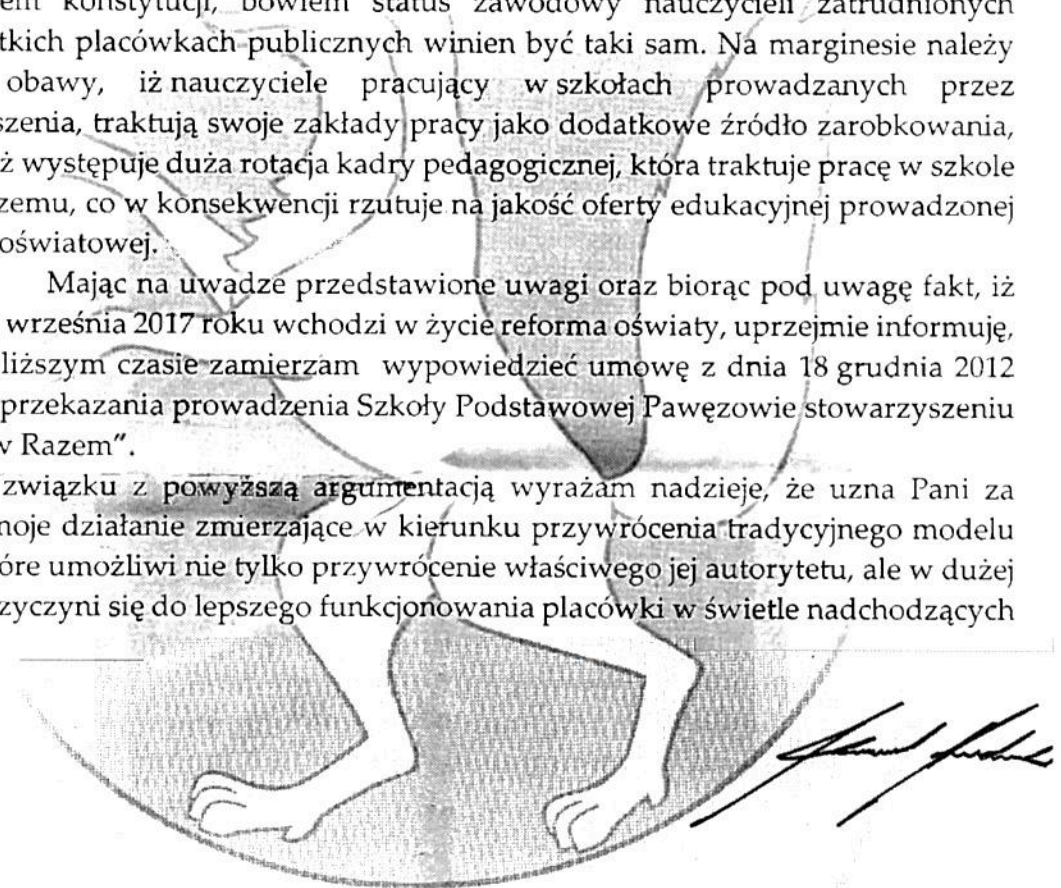 konstytucji, bowiem status zawodowy nauczycieli zatrudnionych
tkich placówkach publicznych winien być taki sam. Na marginesie należy
obawy, iż nauczyciele pracujący w szkołach prowadzanych przez
szenia, traktują swoje zakłady pracy jako dodatkowe źródło zarobkowania,
ż występuje duża rotacja kadry pedagogicznej, która traktuje pracę w szkole
zemu, co w konsekwencji rzutuje na jakość oferty edukacyjnej prowadzonej
oświatowej.
Mając na uwadze przedstawione uwagi oraz biorąc pod uwagę fakt, iż
września 2017 roku wchodzi w życie reforma oświaty, uprzejmie informuję,
liższym czasie zamierzam wypowiedzieć umowę z dnia 18 grudnia 2012
przekazania prowadzenia Szkoły Podstawowej Pawęzowie stowarzyszeniu
w Razem".
związku z powyższą argumentacją wyrażam nadzieje, że uzna Pani za
moje działanie zmierzające w kierunku przywrócenia tradycyjnego modelu
óre umożliwi nie tylko przywrócenie właściwego jej autorytetu, ale w dużej
zyczyni się do lepszego funkcjonowania placówki w świetle nadchodzących